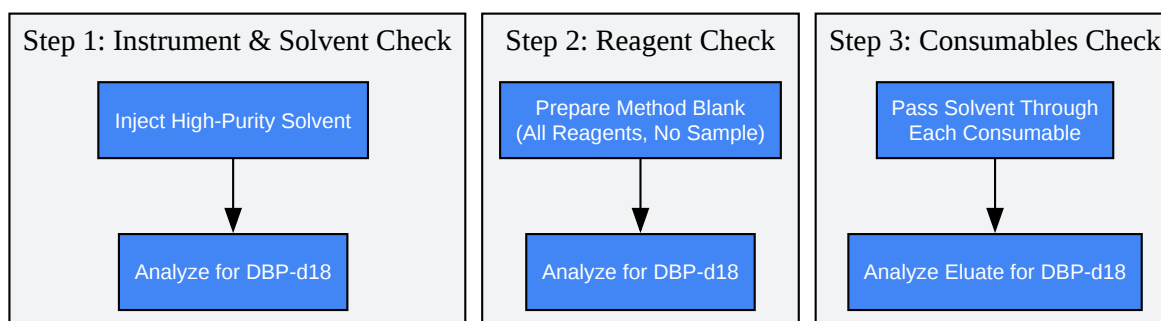 Step 1: Instrument & Solvent Check
Inject High-Purity Solvent
Analyze for DBP-d18
Step 2: Reagent Check
Prepare Method Blank
(All Reagents, No Sample)
Analyze for DBP-d18
Step 3: Consumables Check
Pass Solvent Through
Each Consumable
Analyze Eluate for DBP-d18